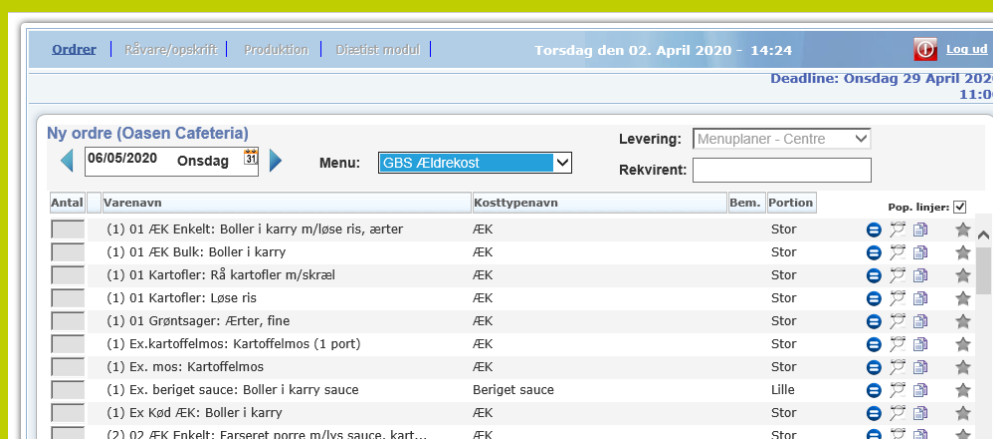 Ordrer Råvare/opskrift Produktion Diætist modul Torsdag den 02. April 2020 - 14:24 Log ud
Deadline: Onsdag 29 April 202
11:0
Ny ordre (Oasen Cafeteria)
06/05/2020 Onsdag 31 Menu: GBS Ældrekost Levering: Menuplaner - Centre
Rekvirent:
Antal Varenavn Kosttypenavn Bem. Portion Pop. linjer:
(1) 01 ÆK Enkelt: Boller i karry m/løse ris, ærter ÆK Stor
(1) 01 ÆK Bulk: Boller i karry ÆK Stor
(1) 01 Kartofler: Rå kartofler m/skræl ÆK Stor
(1) 01 Kartofler: Løse ris ÆK Stor
(1) 01 Grøntsager: Ærter, fine ÆK Stor
(1) Ex.kartoffelmos: Kartoffelmos (1 port) ÆK Stor
(1) Ex. mos: Kartoffelmos ÆK Stor
(1) Ex. beriget sauce: Boller i karry sauce Beriget sauce Lille
(1) Ex Kød ÆK: Boller i karry ÆK Stor
(2) 02 ÆK Enkelt: Farseret porre m/lys sauce, kart... ÆK Stor